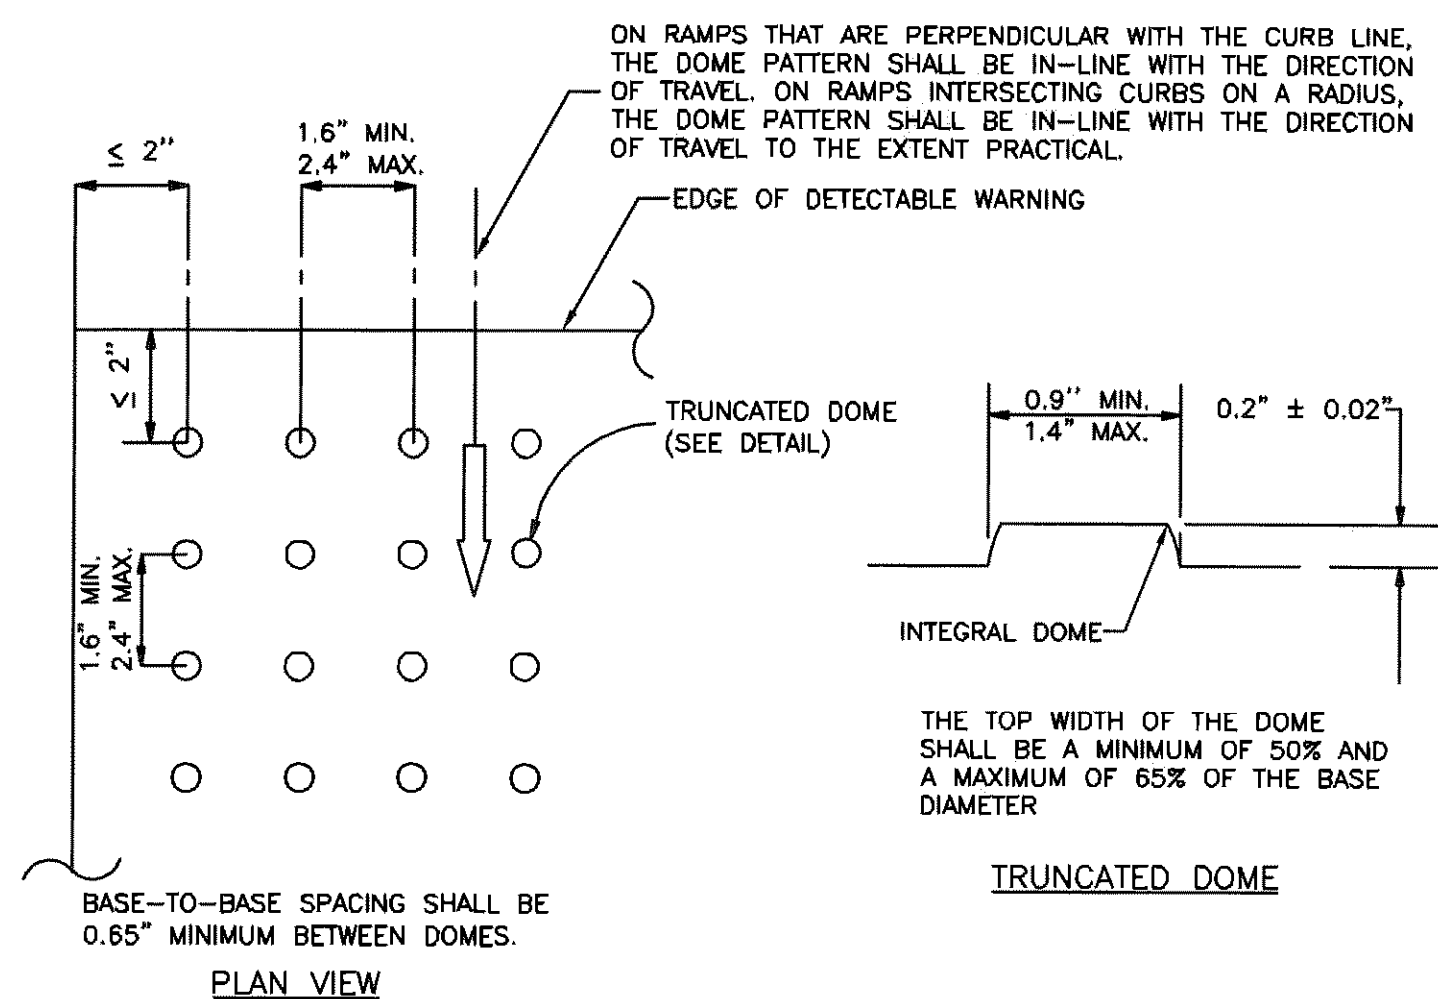 ON RAMPS THAT ARE PERPENDICULAR WITH THE CURB LINE,
THE DOME PATTERN SHALL BE IN-LINE WITH THE DIRECTION
OF TRAVEL. ON RAMPS INTERSECTING CURBS ON A RADIUS,
THE DOME PATTERN SHALL BE IN-LINE WITH THE DIRECTION
OF TRAVEL TO THE EXTENT PRACTICAL.
≤ 2"
1.6" MIN.
2.4" MAX.
EDGE OF DETECTABLE WARNING
≤ 2"
TRUNCATED DOME
(SEE DETAIL)
1.6" MIN.
2.4" MAX.
BASE-TO-BASE SPACING SHALL BE
0.65" MINIMUM BETWEEN DOMES.
PLAN VIEW
0.9" MIN.
1.4" MAX.
0.2" ± 0.02"
INTEGRAL DOME
THE TOP WIDTH OF THE DOME
SHALL BE A MINIMUM OF 50% AND
A MAXIMUM OF 65% OF THE BASE
DIAMETER
TRUNCATED DOME